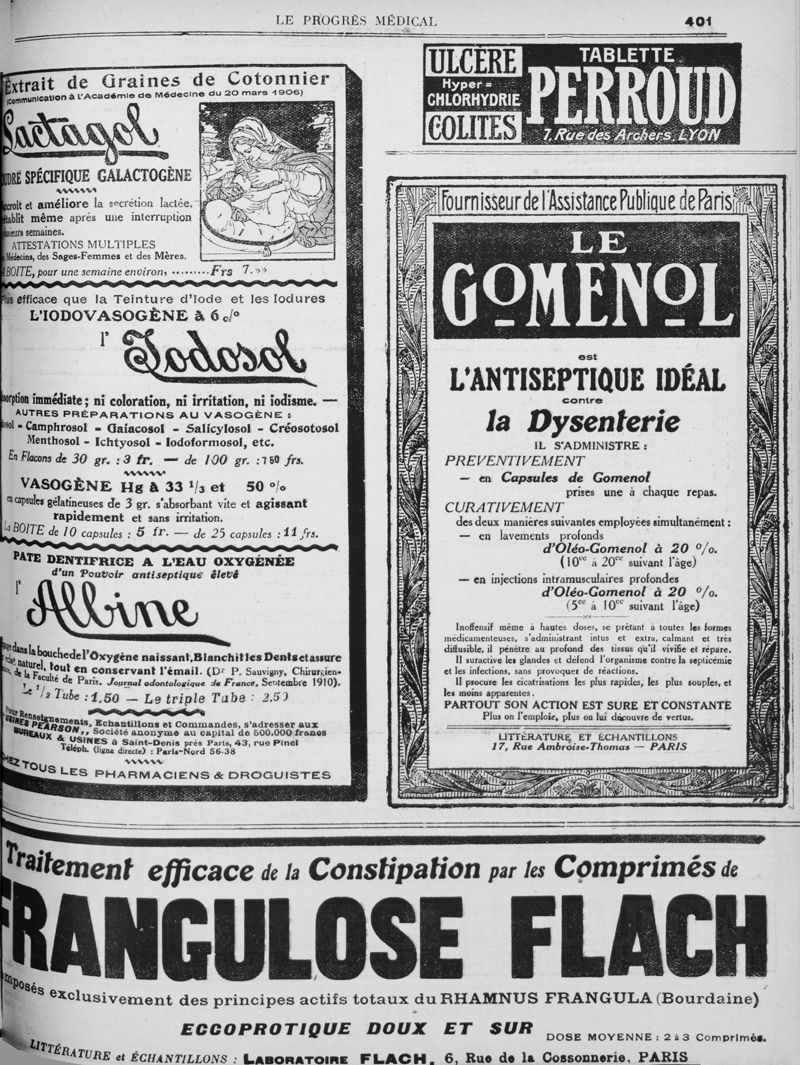 LE PROGRÈS MÉDICAL
401
Extrait de Graines de Cotonnier
(Communication à l'Académie de Médecine du 20 mars 1906)
Lactagol
SPÉCIFIQUE GALACTOGÈNE
et améliore la secrétion lactée,
même après une interruption
semaines.
ATTESTATIONS MULTIPLES
Médecins, des Sages-Femmes et des Mères.
BOITE, pour une semaine environ, ......... Frs 7.»»
Plus efficace que la Teinture d'Iode et les Iodures
L'IODOVASOGÈNE à 6 o/o
l'
Iodosol
immédiate ; ni coloration, ni irritation, ni iodisme. —
AUTRES PRÉPARATIONS AU VASOGÈNE :
- Camphrosol - Gaiacosol - Salicylosol - Créosotosol
Menthosol - Ichtyosol - Iodoformosol, etc.
En Flacons de 30 gr. : 3 fr. — de 100 gr. : 7 50 frs.
VASOGÈNE Hg à 33 1/3 et 50 o/o
en capsules gélatineuses de 3 gr. s'absorbant vite et agissant
rapidement et sans irritation.
La BOITE de 10 capsules : 5 fr. — de 25 capsules : 11 frs.
PATE DENTIFRICE A L'EAU OXYGÉNÉE
d'un Pouvoir antiseptique élevé
l'
Albine
dans la bouche de l'Oxygène naissant, Blanchit les Dents et assure
naturel, tout en conservant l'émail. (Dr P. Sauvigny, Chirurgien-
de la Faculté de Paris. Journal odontologique de France, Septembre 1910).
Le 1/2 Tube : 1.50 — Le triple Tube : 2.50
Pour Renseignements, Echantillons et Commandes, s'adresser aux
USINES PEARSON,, Société anonyme au capital de 500.000 francs
BUREAUX & USINES à Saint-Denis près Paris, 43, rue Pinel
Téléph. (ligne directe) : Paris-Nord 56-38
CHEZ TOUS LES PHARMACIENS & DROGUISTES
ULCÈRE
Hyper=
CHLORHYDRIE
COLITES
TABLETTE
PERROUD
7, Rue des Archers, LYON
Fournisseur de l'Assistance Publique de Paris
LE
GOMENOL
est
L'ANTISEPTIQUE IDÉAL
contre
la Dysenterie
IL S'ADMINISTRE :
PREVENTIVEMENT
— en Capsules de Gomenol
prises une à chaque repas.
CURATIVEMENT
des deux manières suivantes employées simultanément :
— en lavements profonds
d'Oléo-Gomenol à 20 o/o.
(10cc à 20cc suivant l'âge)
— en injections intramusculaires profondes
d'Oléo-Gomenol à 20 o/o.
(5cc à 10cc suivant l'âge)
Inoffensif même à hautes doses, se prêtant à toutes les formes
médicamenteuses, s'administrant intus et extra, calmant et très
diffusible, il pénètre au profond des tissus qu'il vivifie et répare.
Il suractive les glandes et défend l'organisme contre la septicémie
et les infections, sans provoquer de réactions.
Il procure les cicatrisations les plus rapides, les plus souples, et
les moins apparentes.
PARTOUT SON ACTION EST SURE ET CONSTANTE
Plus on l'emploie, plus on lui découvre de vertus.
LITTÉRATURE ET ÉCHANTILLONS
17, Rue Ambroise-Thomas — PARIS
Traitement efficace de la Constipation par les Comprimés de
FRANGULOSE FLACH
exclusivement des principes actifs totaux du RHAMNUS FRANGULA (Bourdaine)
ECCOPROTIQUE DOUX ET SUR DOSE MOYENNE : 2 à 3 Comprimés.
LITTÉRATURE et ÉCHANTILLONS : LABORATOIRE FLACH, 6, Rue de la Cossonnerie, PARIS